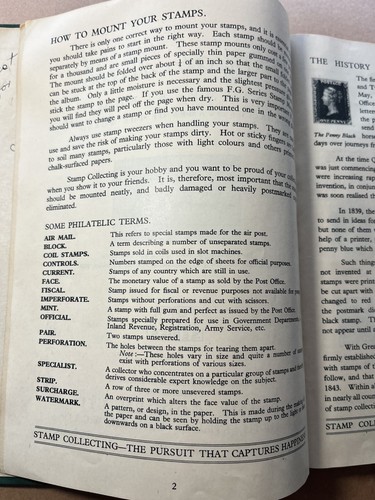 HOW TO MOUNT YOUR STAMPS.
There is only one correct way to mount your stamps, and it is
you should take pains to start in the right way. Each stamp should
separately by means of a stamp mount. These stamp mounts only cost
for a thousand and are small pieces of specially thin paper gummed
The mount should be folded over about of an inch so that the small
can be stuck at the top of the back of the stamp and the larger part to
the album. Only a little moisture is necessary and the slightest
stick the stamp to the page. If you use the famous F.G. Series
you will find they will peel off the page when dry. This is very
should want to change a stamp or find you have mounted one in the wrong
Always use stamp tweezers when handling your stamps. They are
use and save the risk of making your stamps dirty. Hot or sticky fingers
to soil many stamps, particularly those with light colours and others
chalk-surfaced papers.
Stamp Collecting is your hobby and you want to be proud of your
when you show it to your friends. It is, therefore, most important that the
should be mounted neatly, and badly damaged or heavily postmarked
eliminated.
SOME PHILATELIC TERMS.
AIR MAIL. This refers to special stamps made for the air post.
BLOCK. A term describing a number of unseparated stamps.
COIL STAMPS. Stamps sold in coils used in slot machines.
CONTROLS. Numbers stamped on the edge of sheets for official purposes.
CURRENT. Stamps of any country which are still in use.
FACE. The monetary value of a stamp as sold by the Post Office.
FISCAL. Stamp issued for fiscal or revenue purposes not available for
IMPERFORATE. Stamps without perforations and cut with scissors.
MINT. A stamp with full gum and perfect as issued by the Post Office.
OFFICIAL. Stamps specially prepared for use in Government
Inland Revenue, Registration, Army Service, etc.
PAIR. Two stamps unsevered.
PERFORATION. The holes between the stamps for tearing them apart.
Note:—These holes vary in size and quite a number of
exist with perforations of various sizes.
SPECIALIST. A collector who concentrates on a particular group of stamps and
derives considerable expert knowledge on the subject.
STRIP. A row of three or more unsevered stamps.
SURCHARGE. An overprint which alters the face value of the stamp.
WATERMARK. A pattern, or design, in the paper. This is made during the making
the paper and can be seen by holding the stamp up to the light
downwards on a black surface.
STAMP COLLECTING—THE PURSUIT THAT CAPTURES
2
THE HISTORY
The
and
May,
Office
letters
The Penny Black
days over journeys
At the time
was just commencing
were increasing
invention, in
was soon realised
In 1839,
to send in ideas for
but none of them
help of a printer,
penny blue which
Such things
not invented at
stamps were
be cut apart with
changed to red
the postmark
black stamp.
not appear until
With Great
firmly established
with stamps of
follow, and that
1843. Within a
in nearly all
of stamp
STAMP